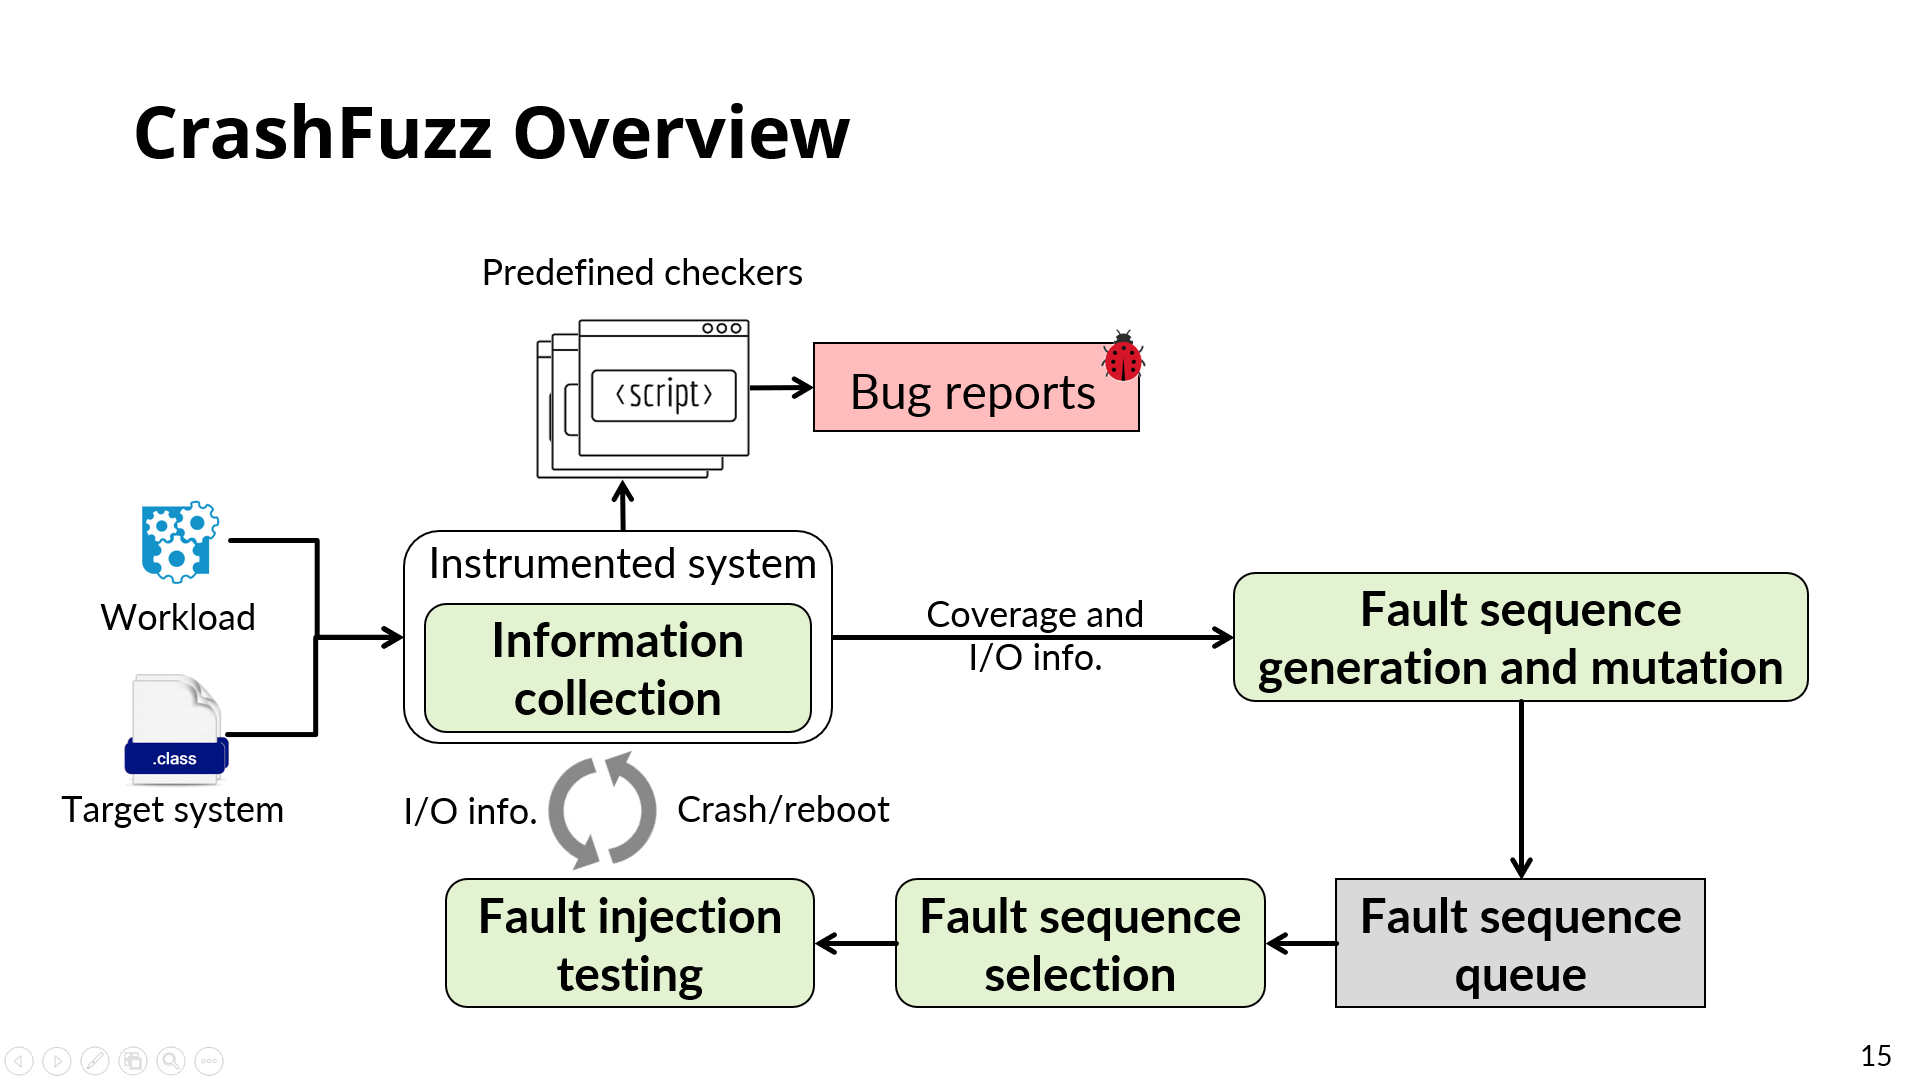 CrashFuzz Overview
Predefined checkers
<script>
Bug reports
Workload
Target system
.class
Instrumented system
Information
collection
Coverage and
I/O info.
Fault sequence
generation and mutation
I/O info.
Crash/reboot
Fault injection
testing
Fault sequence
selection
Fault sequence
queue
15